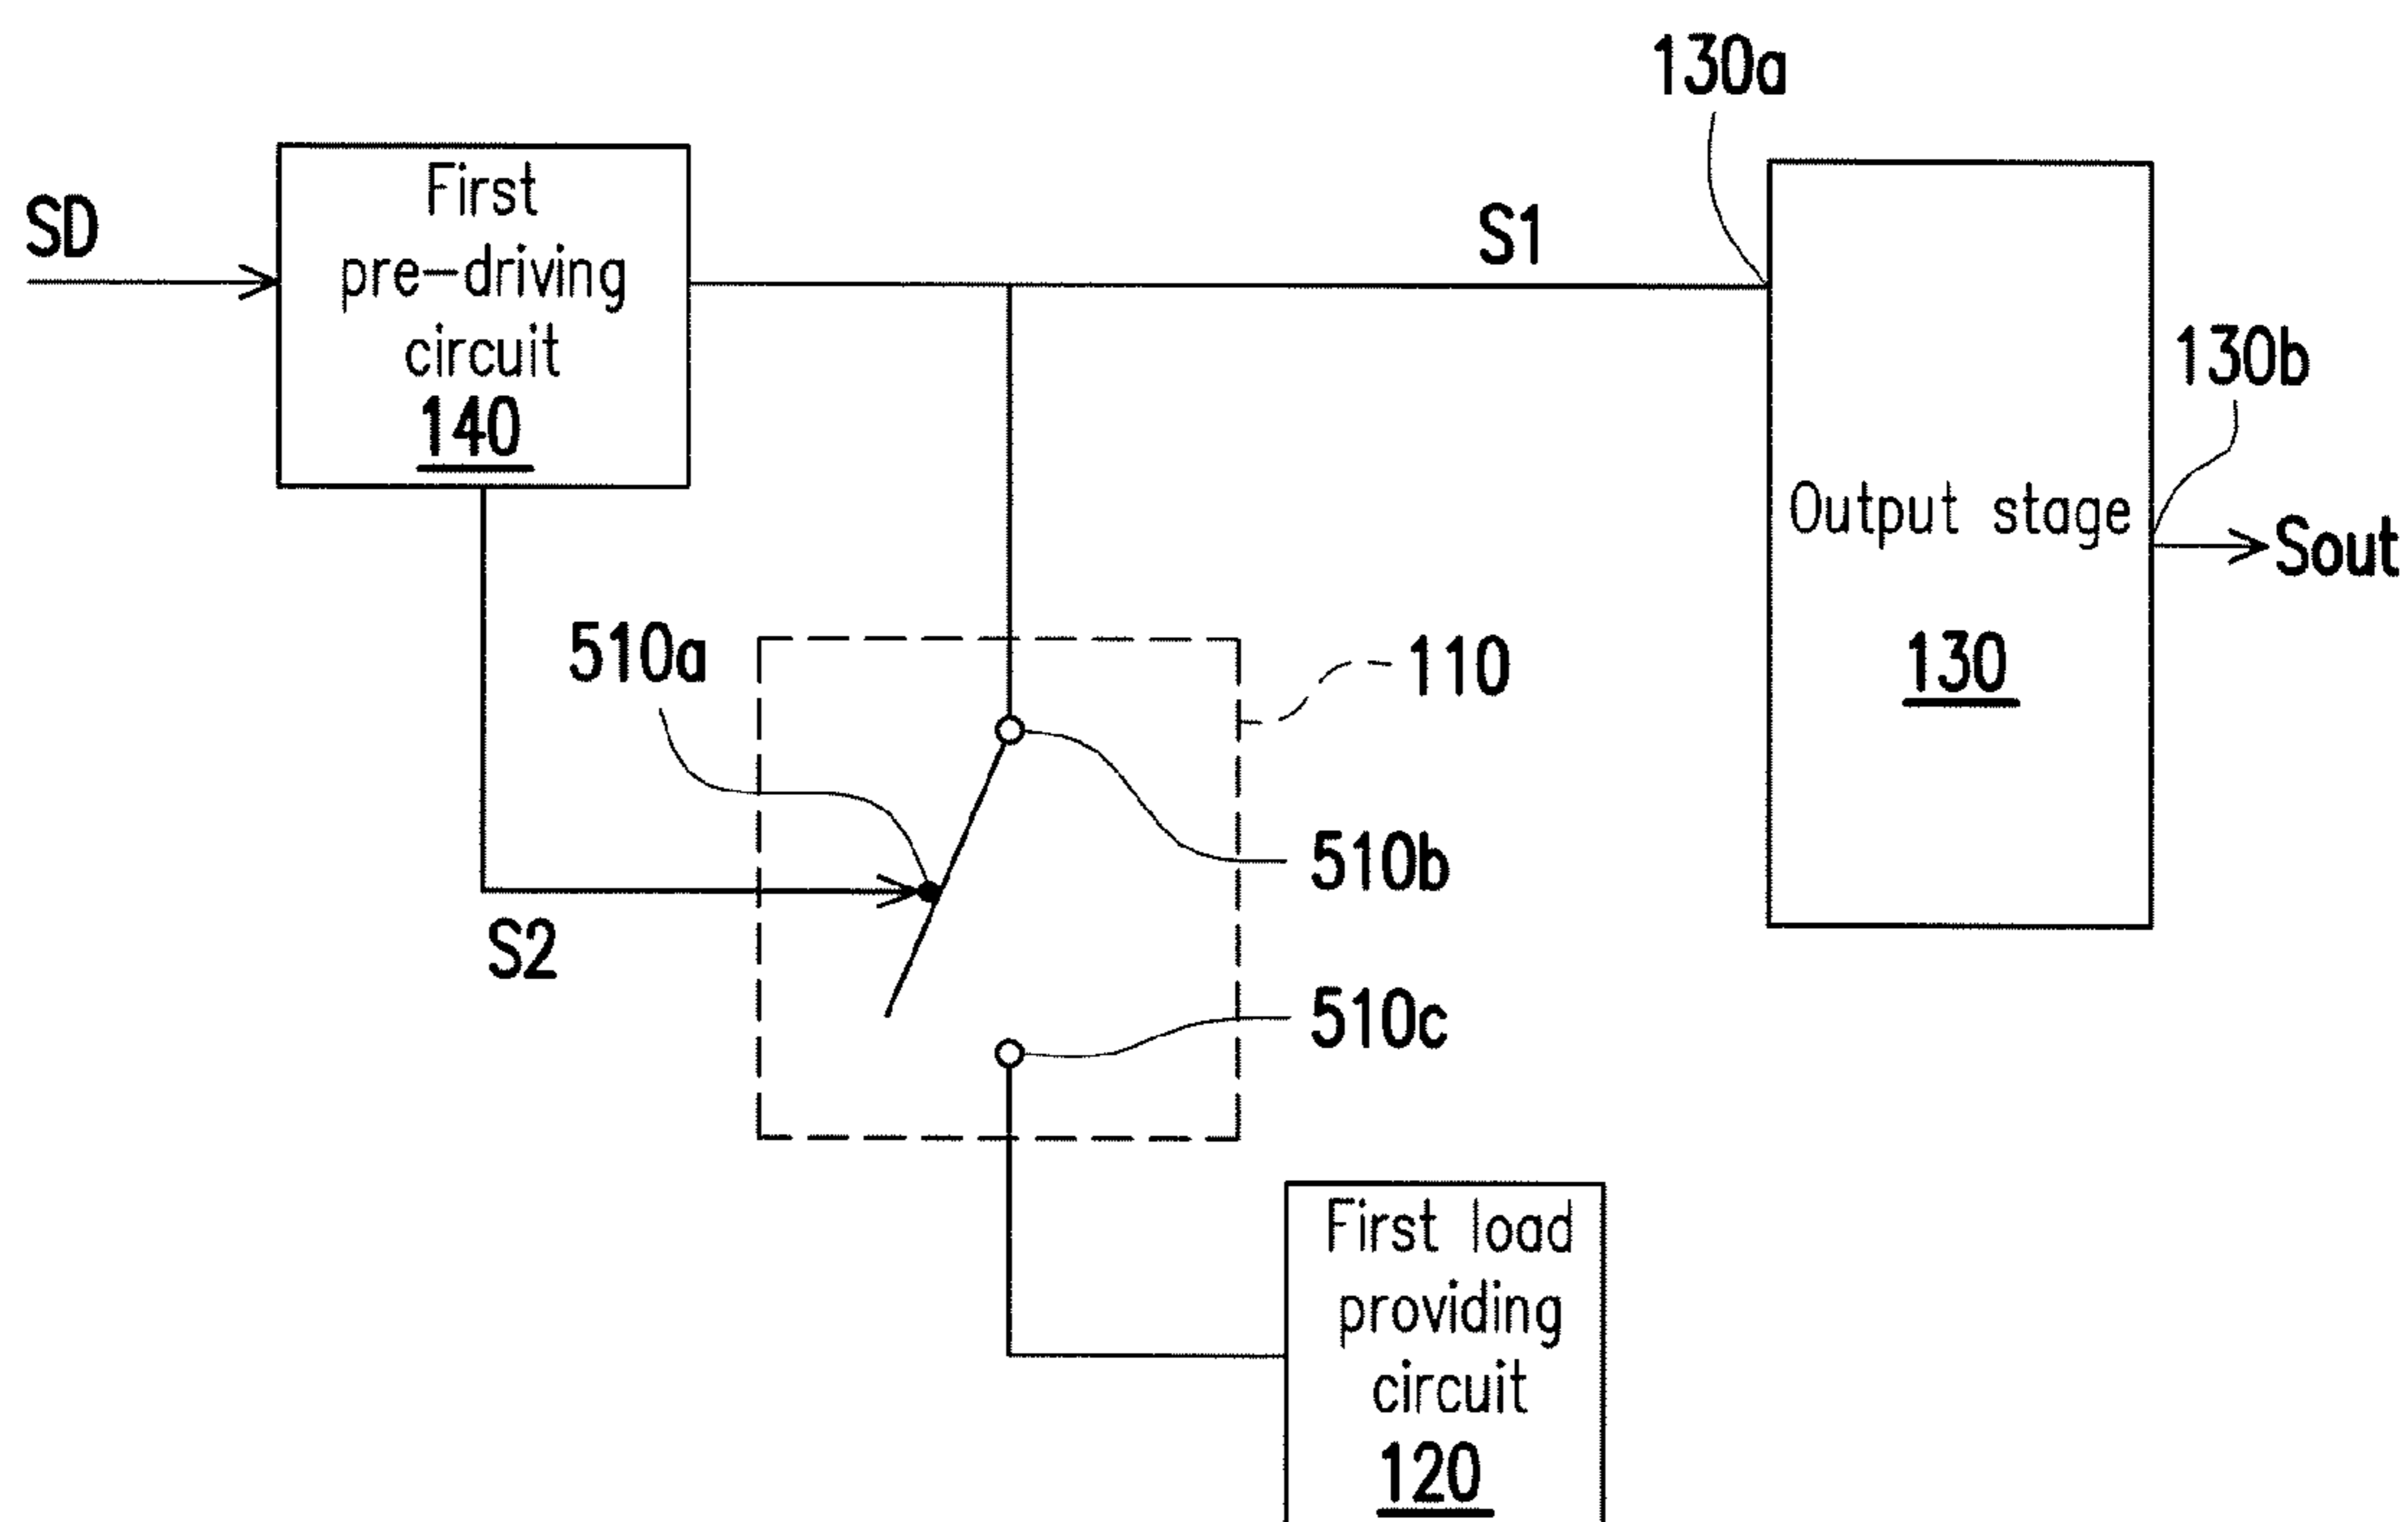 130a
First
pre-driving
circuit
140
SD
S1
130b
Output stage
130
Sout
510a
110
510b
S2
510c
First load
providing
circuit
120